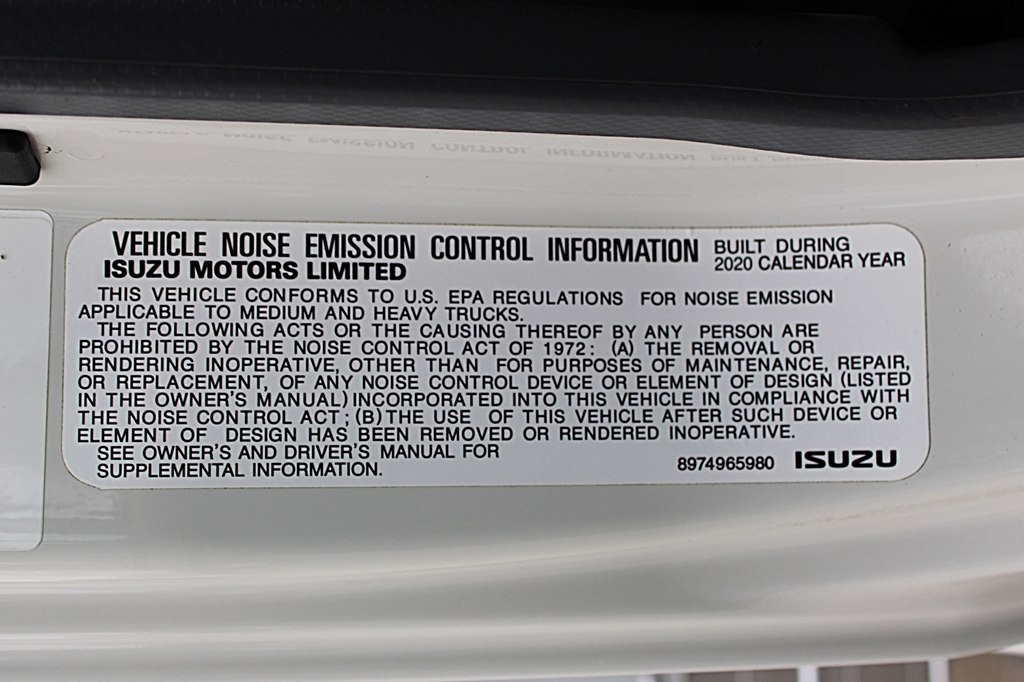 VEHICLE NOISE EMISSION CONTROL INFORMATION BUILT DURING
2020 CALENDAR YEAR
ISUZU MOTORS LIMITED
THIS VEHICLE CONFORMS TO U.S. EPA REGULATIONS FOR NOISE EMISSION
APPLICABLE TO MEDIUM AND HEAVY TRUCKS.
THE FOLLOWING ACTS OR THE CAUSING THEREOF BY ANY PERSON ARE
PROHIBITED BY THE NOISE CONTROL ACT OF 1972: (A) THE REMOVAL OR
RENDERING INOPERATIVE, OTHER THAN FOR PURPOSES OF MAINTENANCE, REPAIR,
OR REPLACEMENT, OF ANY NOISE CONTROL DEVICE OR ELEMENT OF DESIGN (LISTED
IN THE OWNER'S MANUAL) INCORPORATED INTO THIS VEHICLE IN COMPLIANCE WITH
THE NOISE CONTROL ACT; (B) THE USE OF THIS VEHICLE AFTER SUCH DEVICE OR
ELEMENT OF DESIGN HAS BEEN REMOVED OR RENDERED INOPERATIVE.
SEE OWNER'S AND DRIVER'S MANUAL FOR
SUPPLEMENTAL INFORMATION.
8974965980 ISUZU